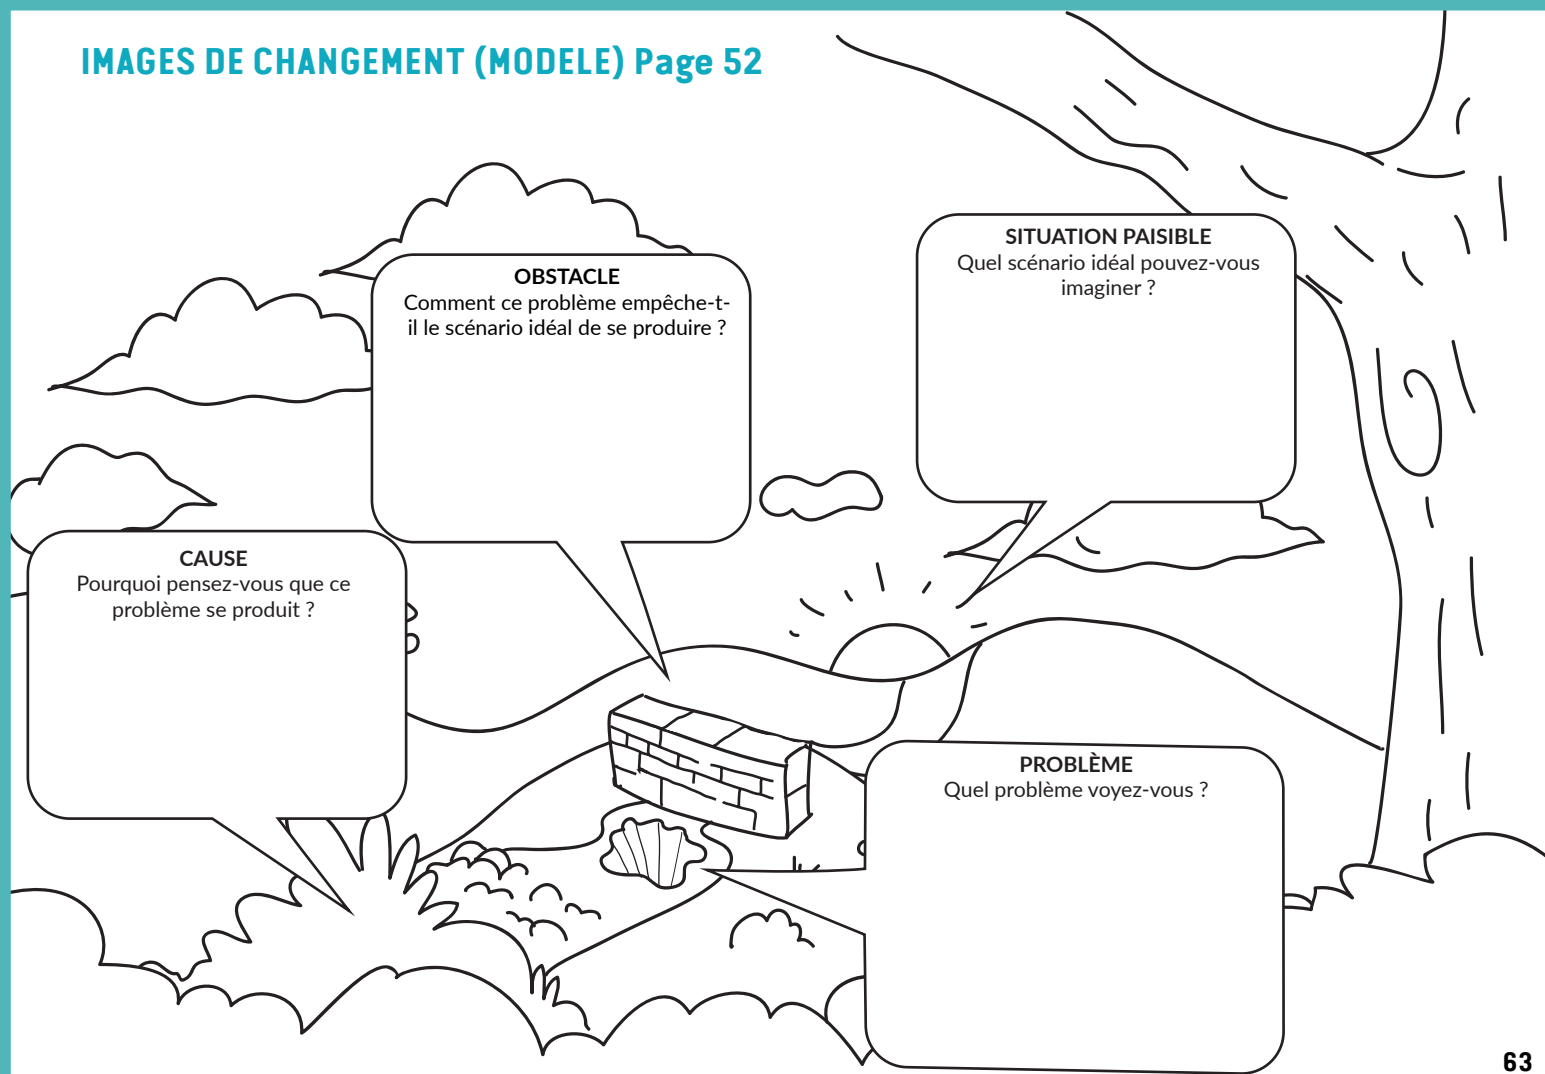 IMAGES DE CHANGEMENT (MODELE) Page 52
OBSTACLE
Comment ce problème empêche-t-
il le scénario idéal de se produire ?
SITUATION PAISIBLE
Quel scénario idéal pouvez-vous
imaginer ?
CAUSE
Pourquoi pensez-vous que ce
problème se produit ?
PROBLÈME
Quel problème voyez-vous ?
63